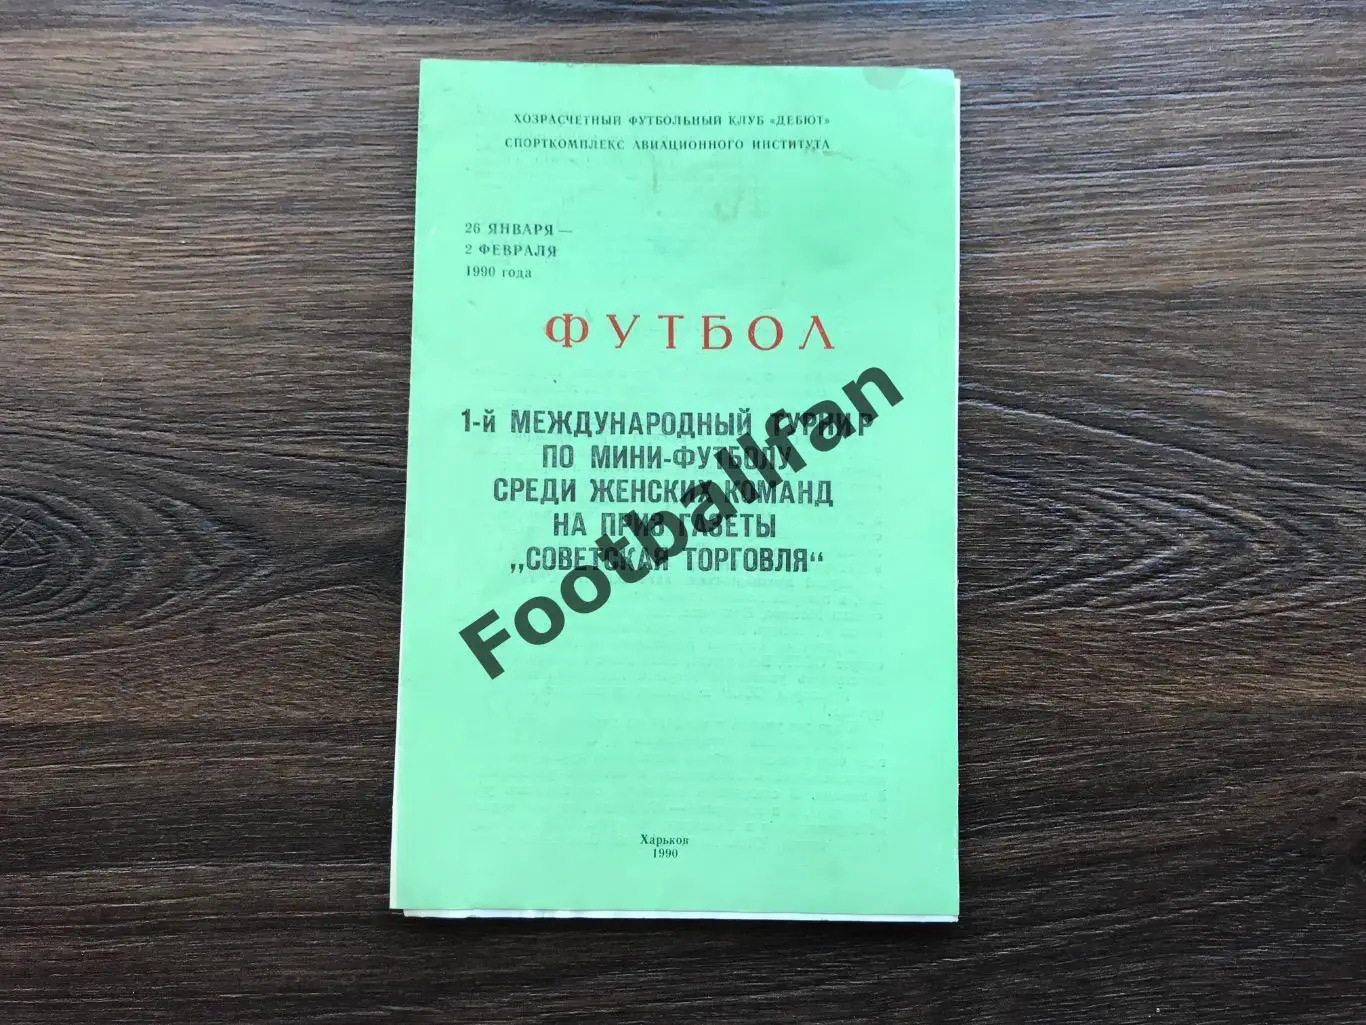 ХОЗРАСЧЕТНЫЙ ФУТБОЛЬНЫЙ КЛУБ «ДЕБЮТ»
СПОРТКОМПЛЕКС АВИАЦИОННОГО ИНСТИТУТА
26 ЯНВАРЯ —
2 ФЕВРАЛЯ
1990 года
ФУТБОЛ
1-й МЕЖДУНАРОДНЫЙ ТУРНИР
ПО МИНИ-ФУТБОЛУ
СРЕДИ ЖЕНСКИХ КОМАНД
НА ПРИЗ ГАЗЕТЫ
„СОВЕТСКАЯ ТОРГОВЛЯ“
Footballfan
Харьков
1990